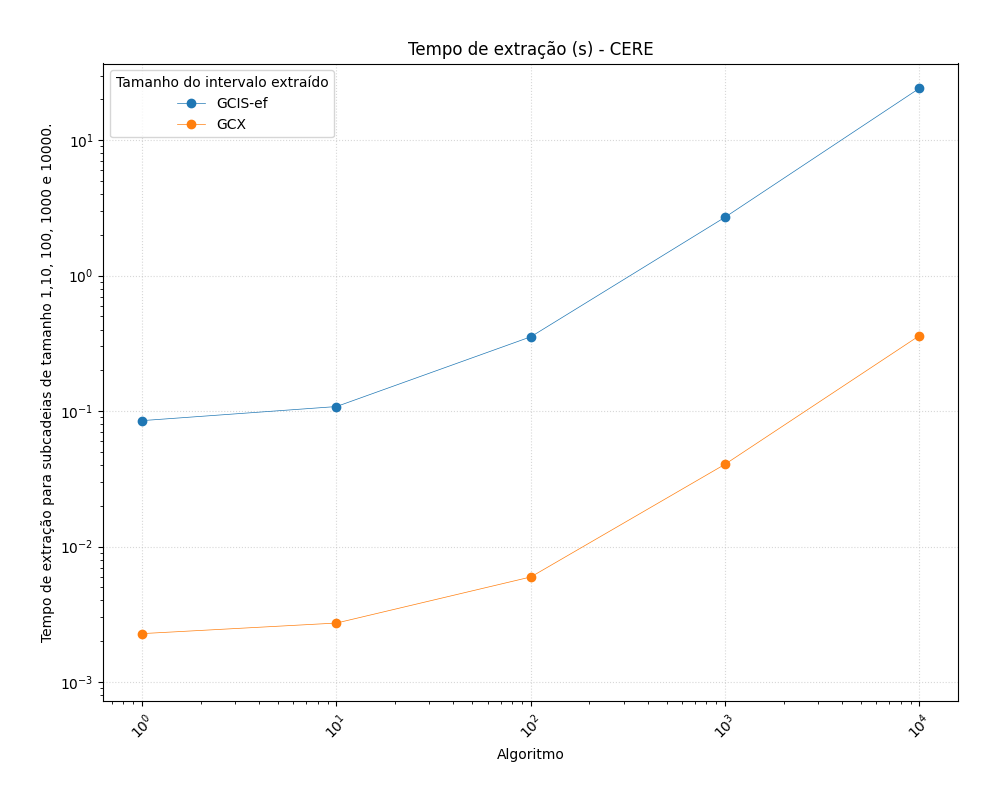 Tempo de extração (s) - CERE
Tamanho do intervalo extraído
GCIS-ef
GCX
Tempo de extração para subcadeias de tamanho 1,10, 100, 1000 e 10000.
10¹
10⁰
10⁻¹
10⁻²
10⁻³
10⁰
10¹
10²
10³
10⁴
Algoritmo